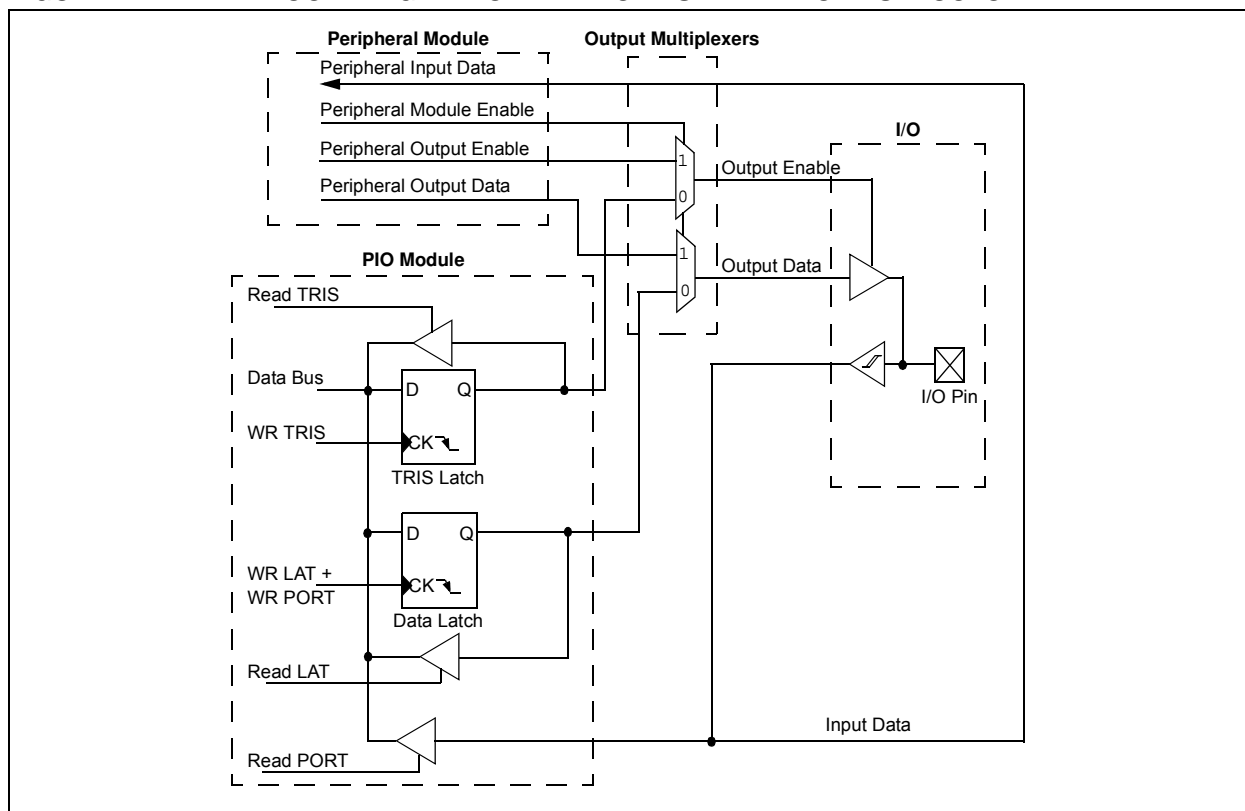 Peripheral Module
Output Multiplexers
Peripheral Input Data
Peripheral Module Enable
Peripheral Output Enable
Peripheral Output Data
1
0
1
0
Output Enable
Output Data
I/O
I/O Pin
PIO Module
Read TRIS
Data Bus
WR TRIS
D Q
CK
TRIS Latch
D Q
CK
Data Latch
WR LAT +
WR PORT
Read LAT
Read PORT
Input Data